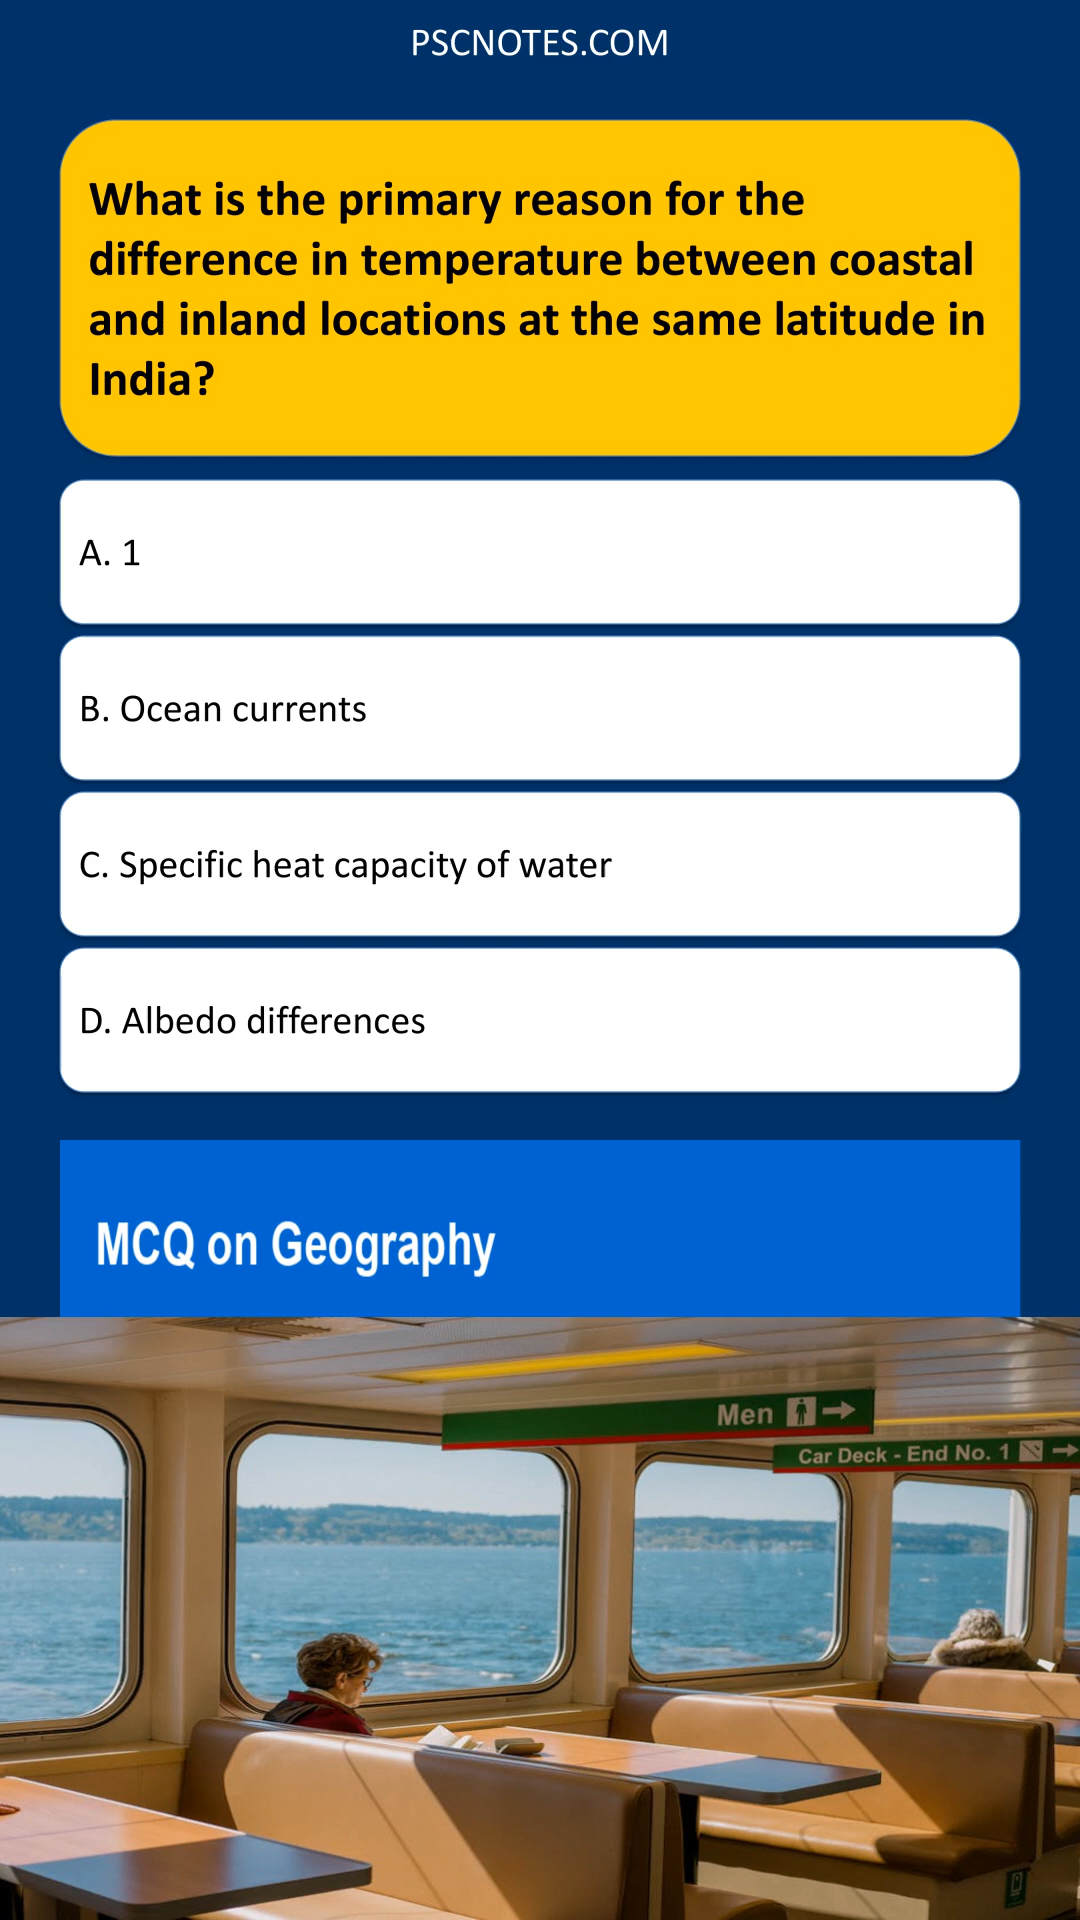 PSCNOTES.COM
What is the primary reason for the
difference in temperature between coastal
and inland locations at the same latitude in
India?
A. 1
B. Ocean currents
C. Specific heat capacity of water
D. Albedo differences
MCQ on Geography
Men
Car Deck - End No. 1